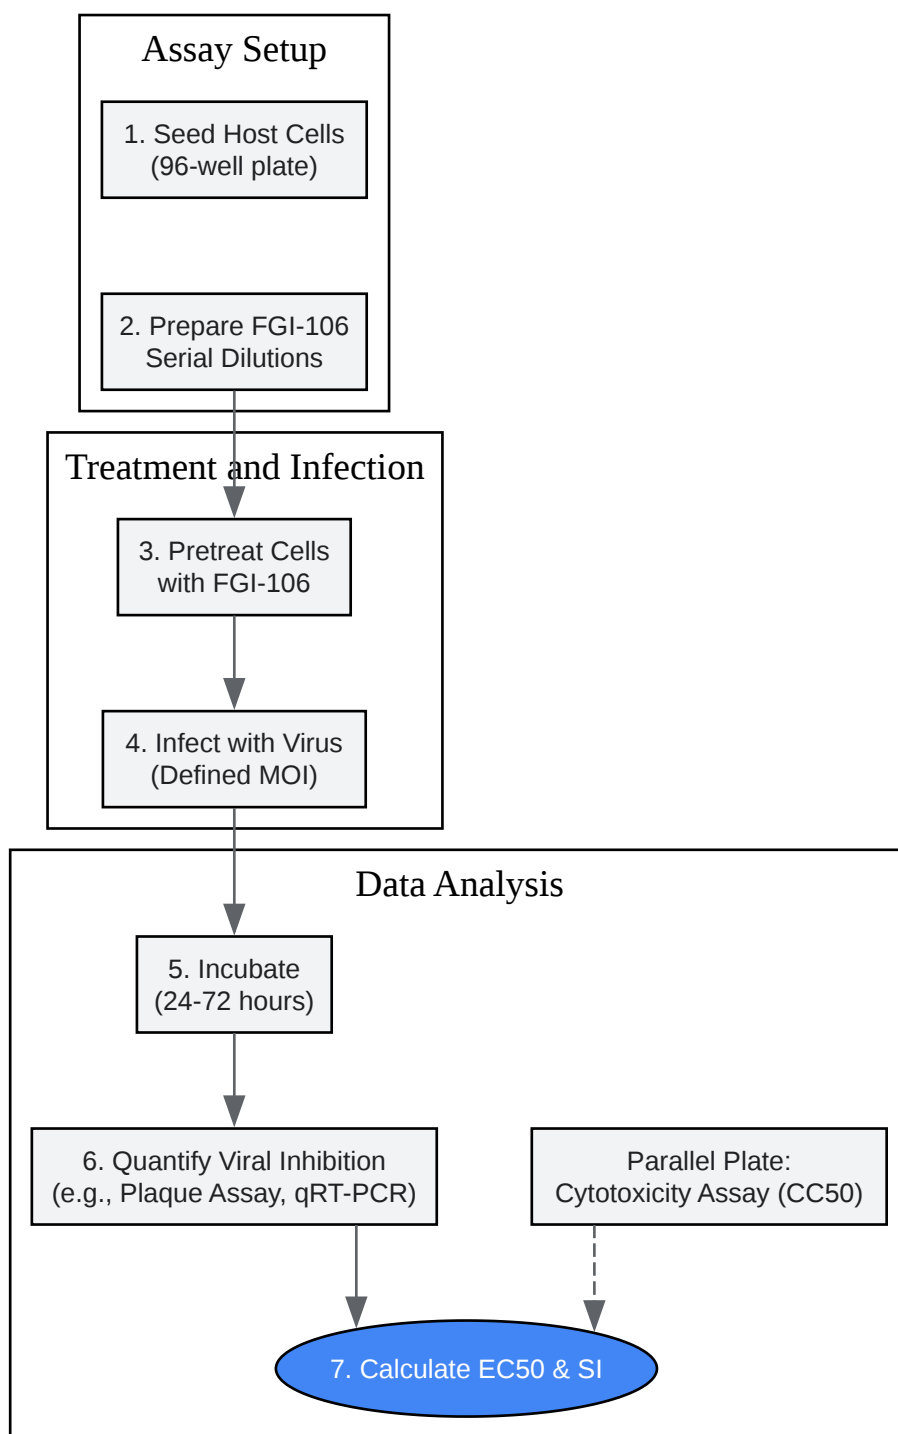 Assay Setup
1. Seed Host Cells
(96-well plate)
2. Prepare FGI-106
Serial Dilutions
Treatment and Infection
3. Pretreat Cells
with FGI-106
4. Infect with Virus
(Defined MOI)
Data Analysis
5. Incubate
(24-72 hours)
6. Quantify Viral Inhibition
(e.g., Plaque Assay, qRT-PCR)
Parallel Plate:
Cytotoxicity Assay (CC50)
7. Calculate EC50 & SI